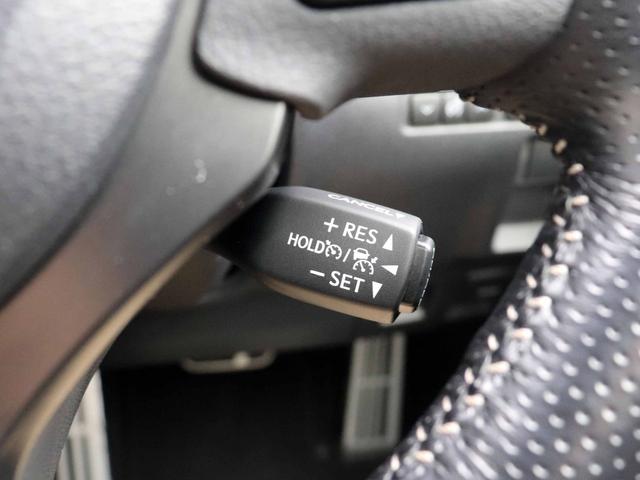 CANCEL▼
+RES▲
HOLD / ◀
−SET▼